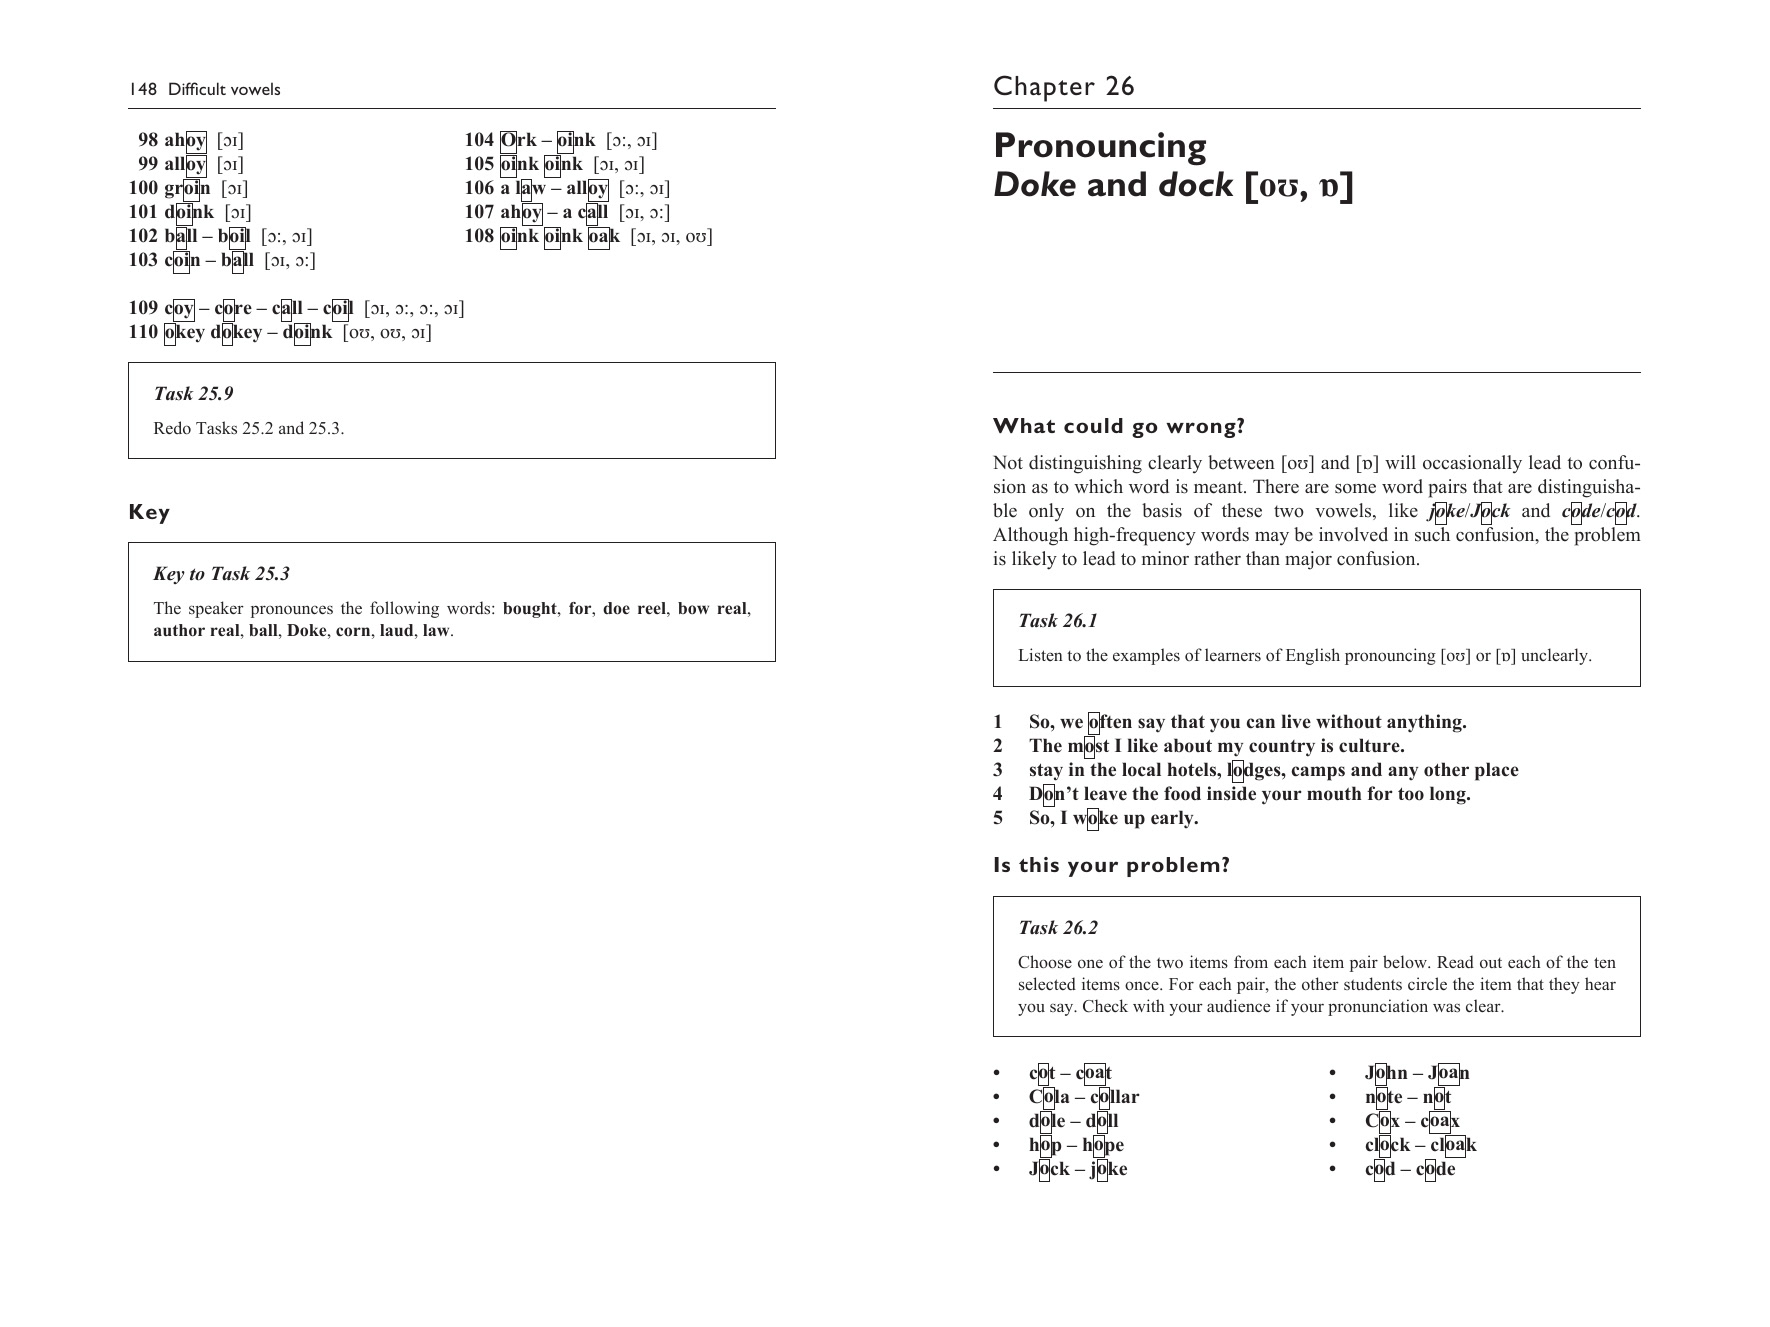 148 Difficult vowels
98 ahoy [ɔɪ]
99 alloy [ɔɪ]
100 groin [ɔɪ]
101 doink [ɔɪ]
102 ball – boil [ɔː, ɔɪ]
103 coin – ball [ɔɪ, ɔː]
104 Ork – oink [ɔː, ɔɪ]
105 oink oink [ɔɪ, ɔɪ]
106 a law – alloy [ɔː, ɔɪ]
107 ahoy – a call [ɔɪ, ɔː]
108 oink oink oak [ɔɪ, ɔɪ, oʊ]
109 coy – core – call – coil [ɔɪ, ɔː, ɔː, ɔɪ]
110 okey dokey – doink [oʊ, oʊ, ɔɪ]
Task 25.9
Redo Tasks 25.2 and 25.3.
Key
Key to Task 25.3
The speaker pronounces the following words: bought, for, doe reel, bow real,
author real, ball, Doke, corn, laud, law.
Chapter 26
Pronouncing
Doke and dock [oʊ, ɒ]
What could go wrong?
Not distinguishing clearly between [oʊ] and [ɒ] will occasionally lead to confu-
sion as to which word is meant. There are some word pairs that are distinguisha-
ble only on the basis of these two vowels, like joke/Jock and code/cod.
Although high-frequency words may be involved in such confusion, the problem
is likely to lead to minor rather than major confusion.
Task 26.1
Listen to the examples of learners of English pronouncing [oʊ] or [ɒ] unclearly.
1 So, we often say that you can live without anything.
2 The most I like about my country is culture.
3 stay in the local hotels, lodges, camps and any other place
4 Don’t leave the food inside your mouth for too long.
5 So, I woke up early.
Is this your problem?
Task 26.2
Choose one of the two items from each item pair below. Read out each of the ten
selected items once. For each pair, the other students circle the item that they hear
you say. Check with your audience if your pronunciation was clear.
• cot – coat
• Cola – collar
• dole – doll
• hop – hope
• Jock – joke
• John – Joan
• note – not
• Cox – coax
• clock – cloak
• cod – code